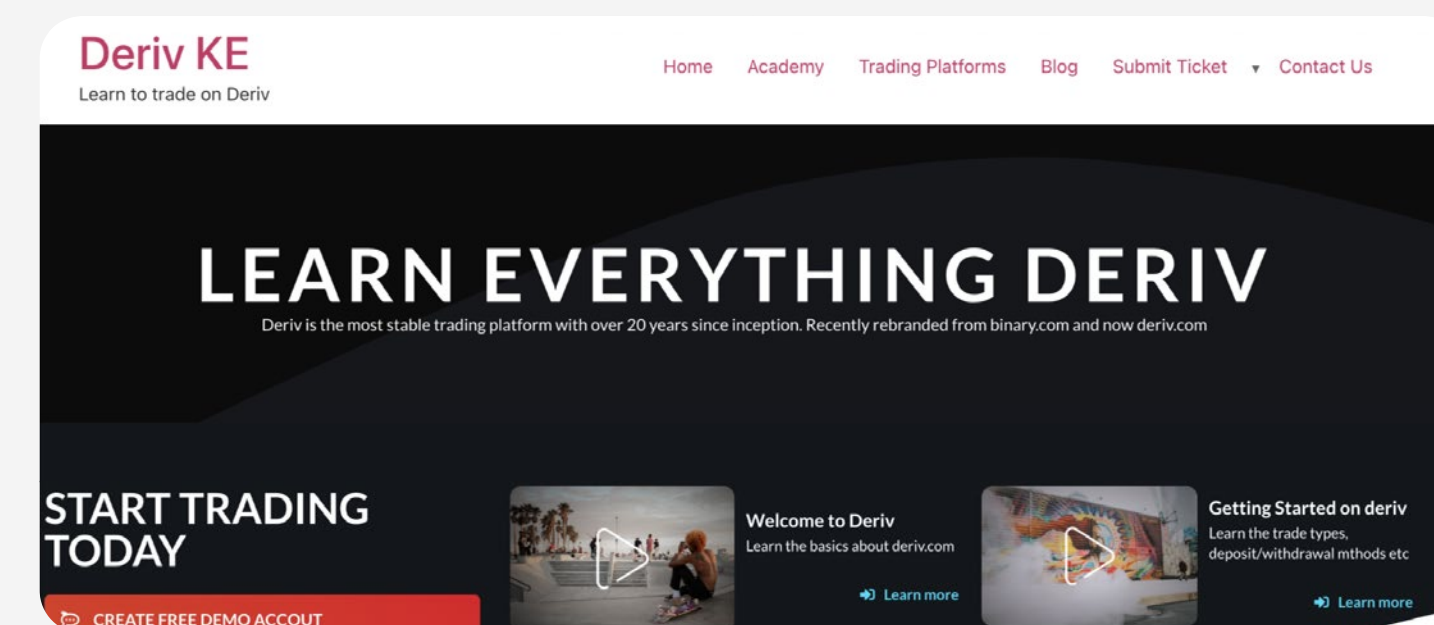 Deriv KE
Learn to trade on Deriv
Home Academy Trading Platforms Blog Submit Ticket ▾ Contact Us
LEARN EVERYTHING DERIV
Deriv is the most stable trading platform with over 20 years since inception. Recently rebranded from binary.com and now deriv.com
START TRADING
TODAY
CREATE FREE DEMO ACCOUT
Welcome to Deriv
Learn the basics about deriv.com
Learn more
Getting Started on deriv
Learn the trade types,
deposit/withdrawal mthods etc
Learn more